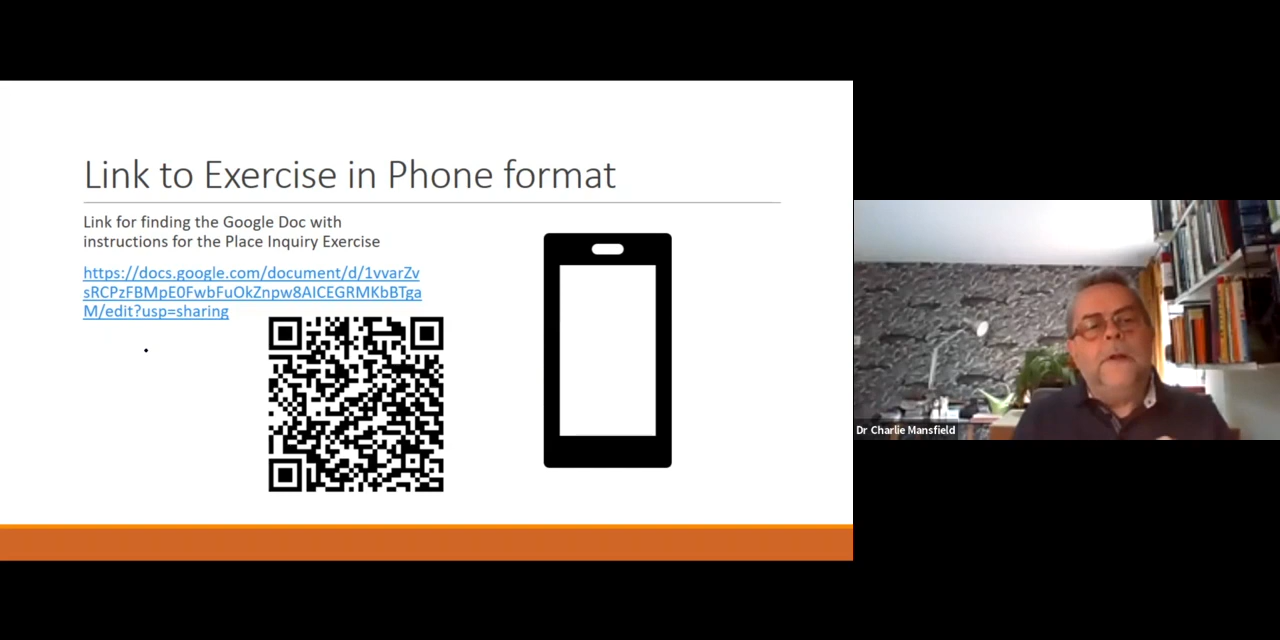 Link to Exercise in Phone format
Link for finding the Google Doc with
instructions for the Place Inquiry Exercise
https://docs.google.com/document/d/1vvarZv
sRCPzFBMpE0FwbFuOkZnpw8AICEGRMKbBTga
M/edit?usp=sharing
Dr Charlie Mansfield